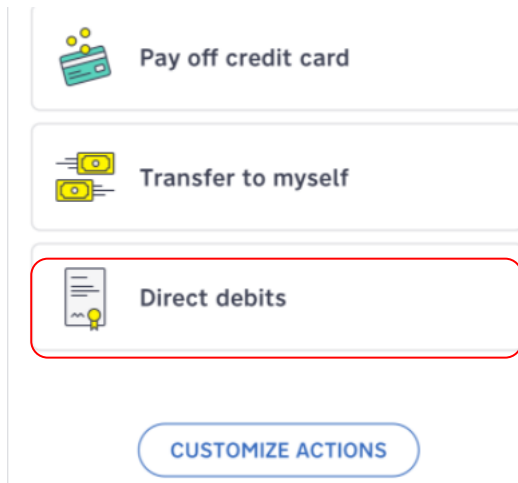 Pay off credit card
Transfer to myself
Direct debits
CUSTOMIZE ACTIONS